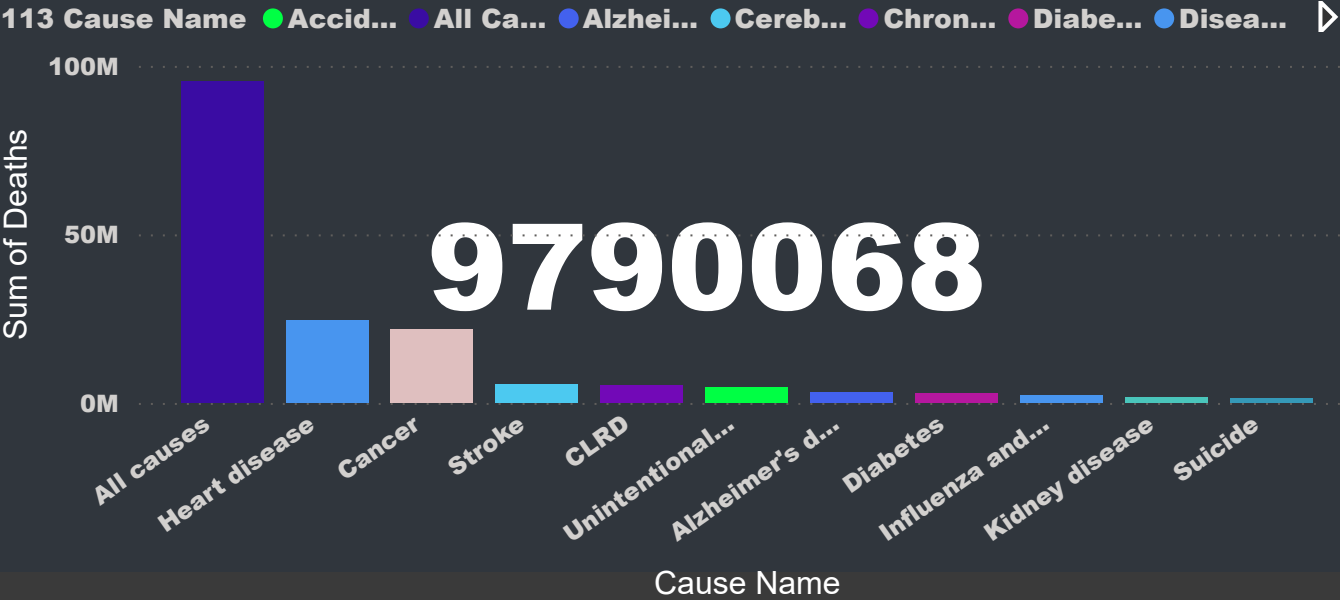 113 Cause Name Accid... All Ca... Alzhei... Cereb... Chron... Diabe... Disea...
100M
50M
0M
Sum of Deaths
9790068
All causes
Heart disease
Cancer
Stroke
CLRD
Unintentional...
Alzheimer's d...
Diabetes
Influenza and...
Kidney disease
Suicide
Cause Name